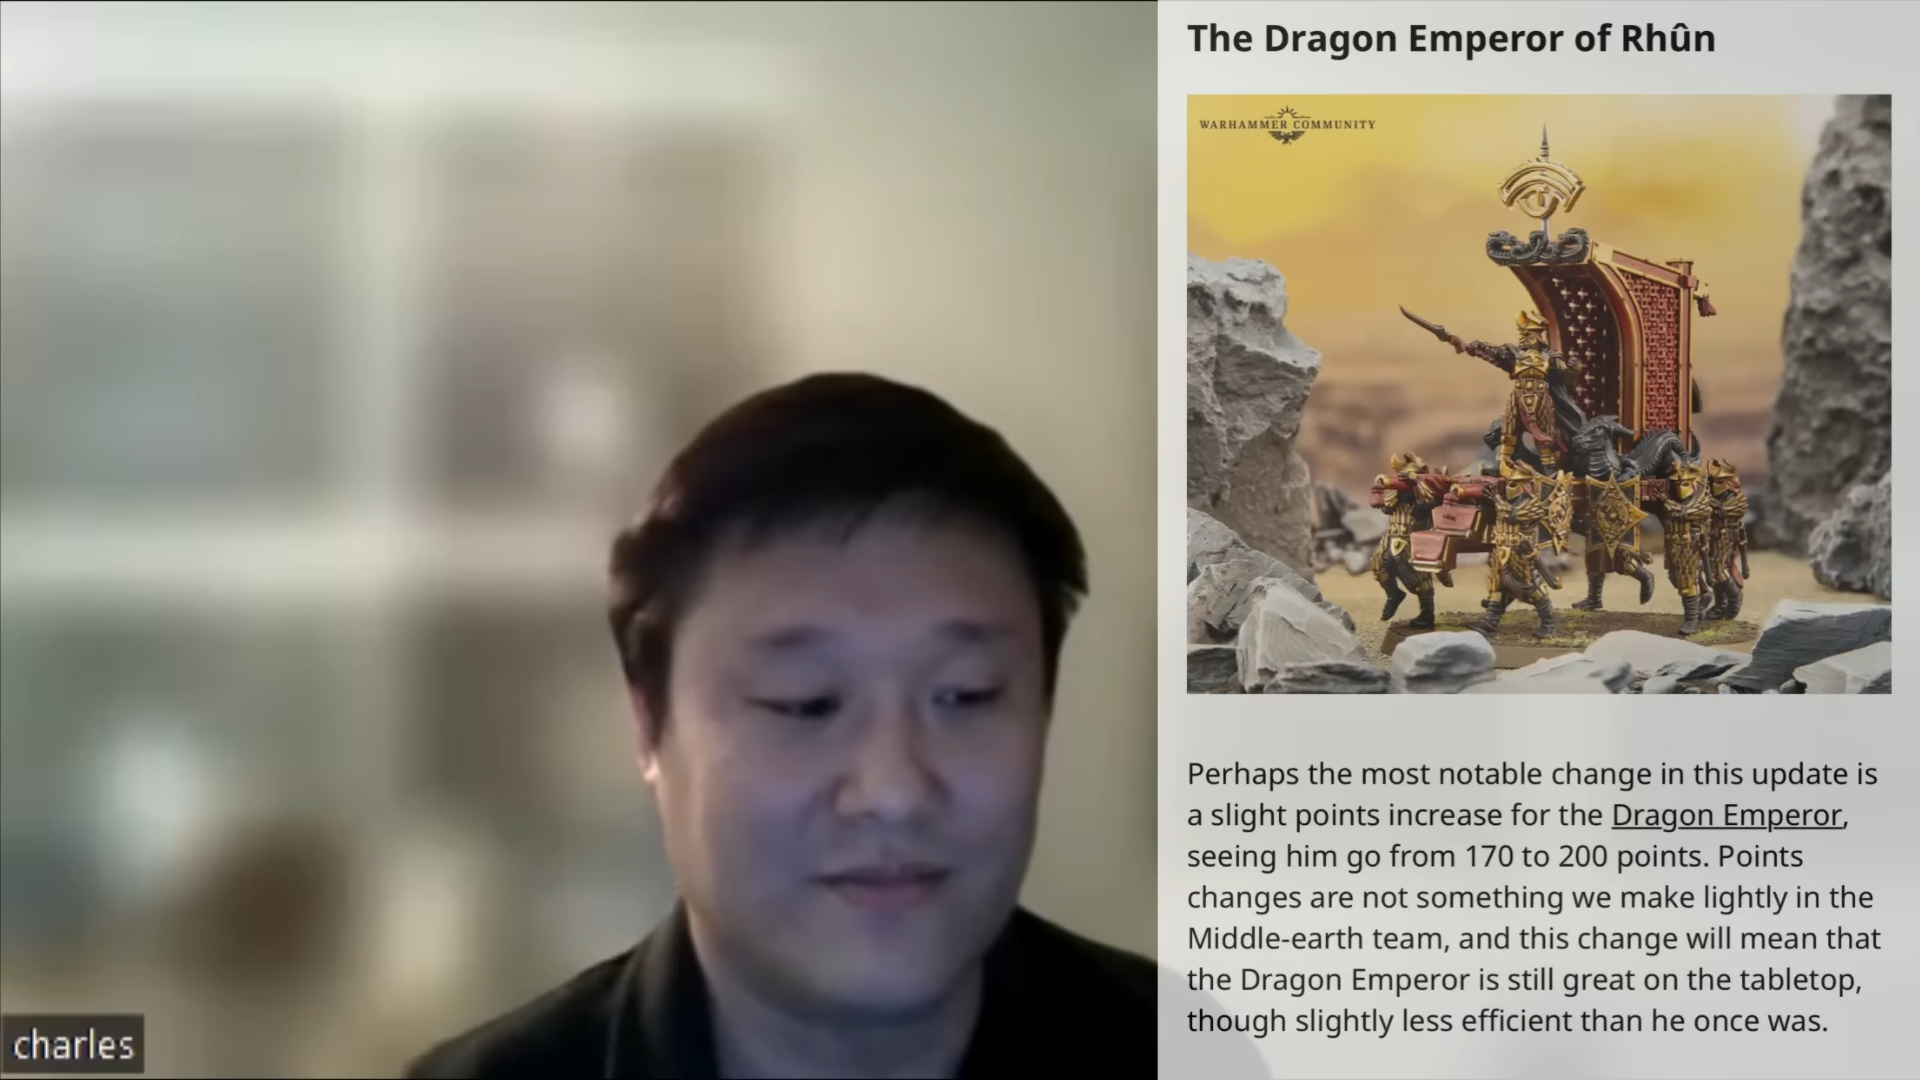 The Dragon Emperor of Rhûn
WARHAMMER COMMUNITY
Perhaps the most notable change in this update is
a slight points increase for the Dragon Emperor,
seeing him go from 170 to 200 points. Points
changes are not something we make lightly in the
Middle-earth team, and this change will mean that
the Dragon Emperor is still great on the tabletop,
though slightly less efficient than he once was.
charles